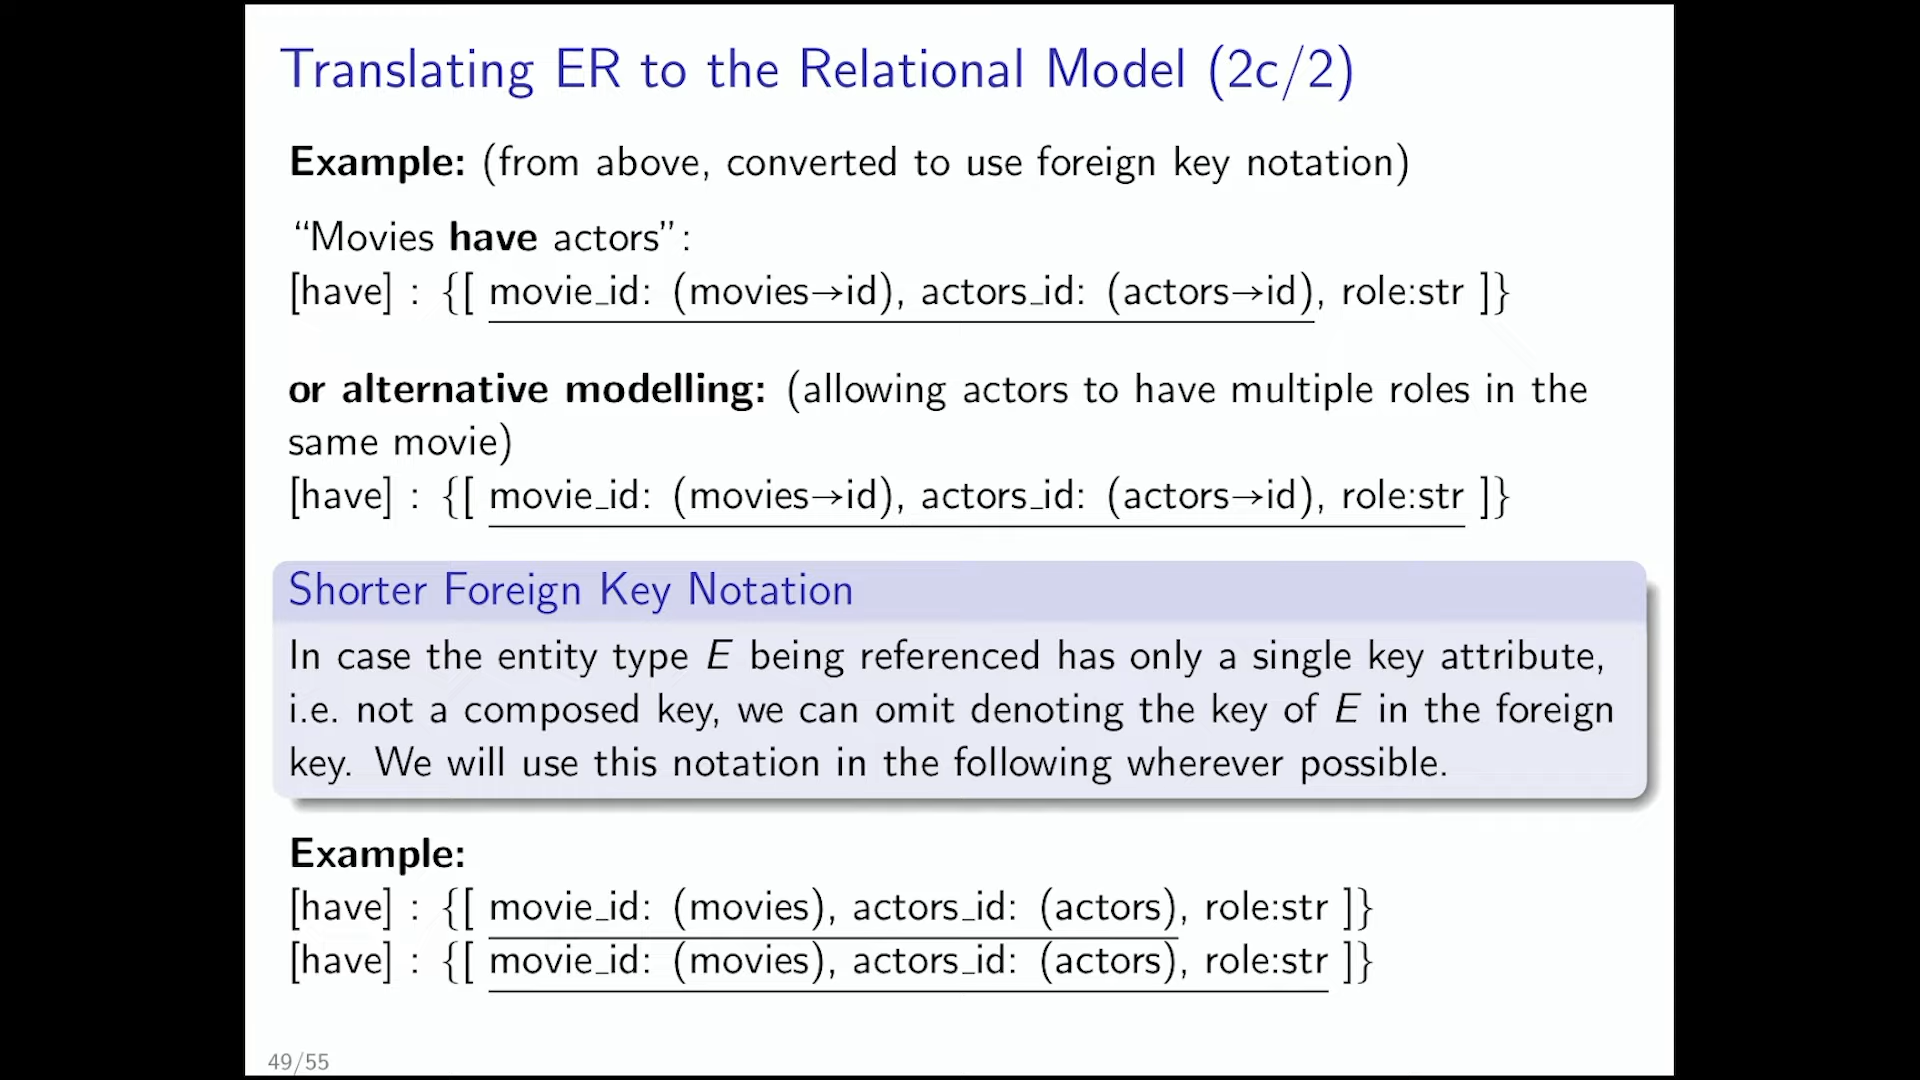 Translating ER to the Relational Model (2c/2)
Example: (from above, converted to use foreign key notation)
“Movies have actors”:
[have] : {[ movie_id: (movies→id), actors_id: (actors→id), role:str ]}
or alternative modelling: (allowing actors to have multiple roles in the
same movie)
[have] : {[ movie_id: (movies→id), actors_id: (actors→id), role:str ]}
Shorter Foreign Key Notation
In case the entity type E being referenced has only a single key attribute,
i.e. not a composed key, we can omit denoting the key of E in the foreign
key. We will use this notation in the following wherever possible.
Example:
[have] : {[ movie_id: (movies), actors_id: (actors), role:str ]}
[have] : {[ movie_id: (movies), actors_id: (actors), role:str ]}
49/55